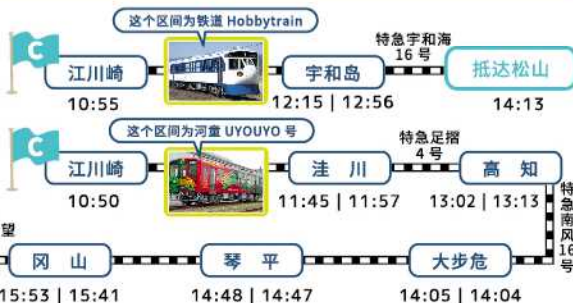 这个区间为铁道 Hobbytrain
特急宇和海
16 号
C
江川崎
宇和岛
抵达松山
10:55
12:15 | 12:56
14:13
这个区间为河童 UYOUYO 号
特急足摺
4 号
C
江川崎
洼川
高知
10:50
11:45 | 11:57
13:02 | 13:13
特急南风16号
望
冈山
琴平
大步危
15:53 | 15:41
14:48 | 14:47
14:05 | 14:04